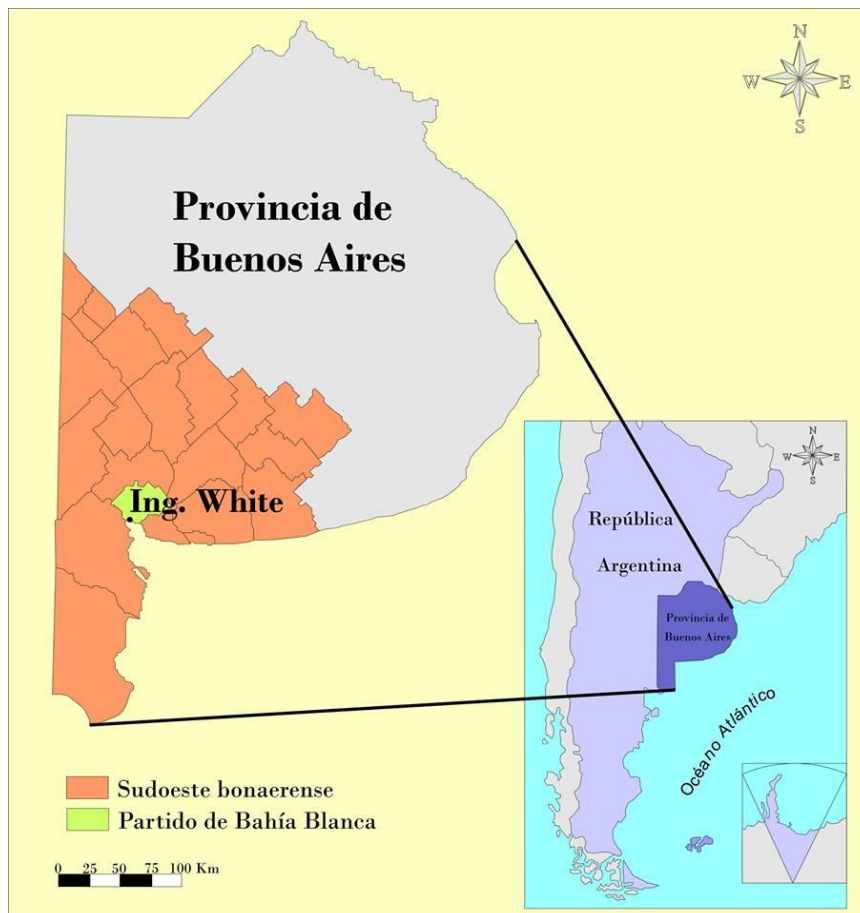 N
W E
S
Provincia de
Buenos Aires
Ing. White
N
W E
S
República
Argentina
Provincia de
Buenos Aires
Océano Atlántico
Sudoeste bonaerense
Partido de Bahía Blanca
0 25 50 75 100 Km